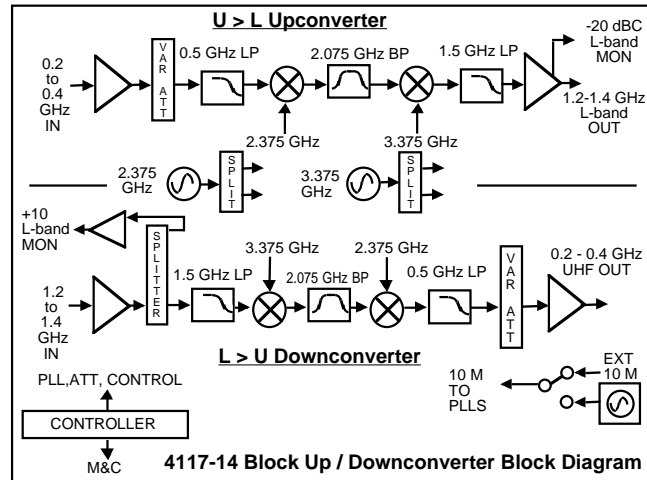 U > L Upconverter
-20 dBC
L-band
MON
0.5 GHz LP
2.075 GHz BP
1.5 GHz LP
0.2
to
0.4
GHz
IN
VAR ATT
1.2-1.4 GHz
L-band
OUT
2.375 GHz
3.375 GHz
2.375
GHz
SPLIT
3.375
GHz
SPLIT
+10
L-band
MON
SPLITTER
3.375 GHz
2.375 GHz
1.5 GHz LP
2.075 GHz BP
0.5 GHz LP
VAR ATT
0.2 - 0.4 GHz
UHF OUT
1.2
to
1.4
GHz
IN
L > U Downconverter
PLL,ATT, CONTROL
CONTROLLER
M&C
10 M
TO
PLLS
EXT
10 M
4117-14 Block Up / Downconverter Block Diagram